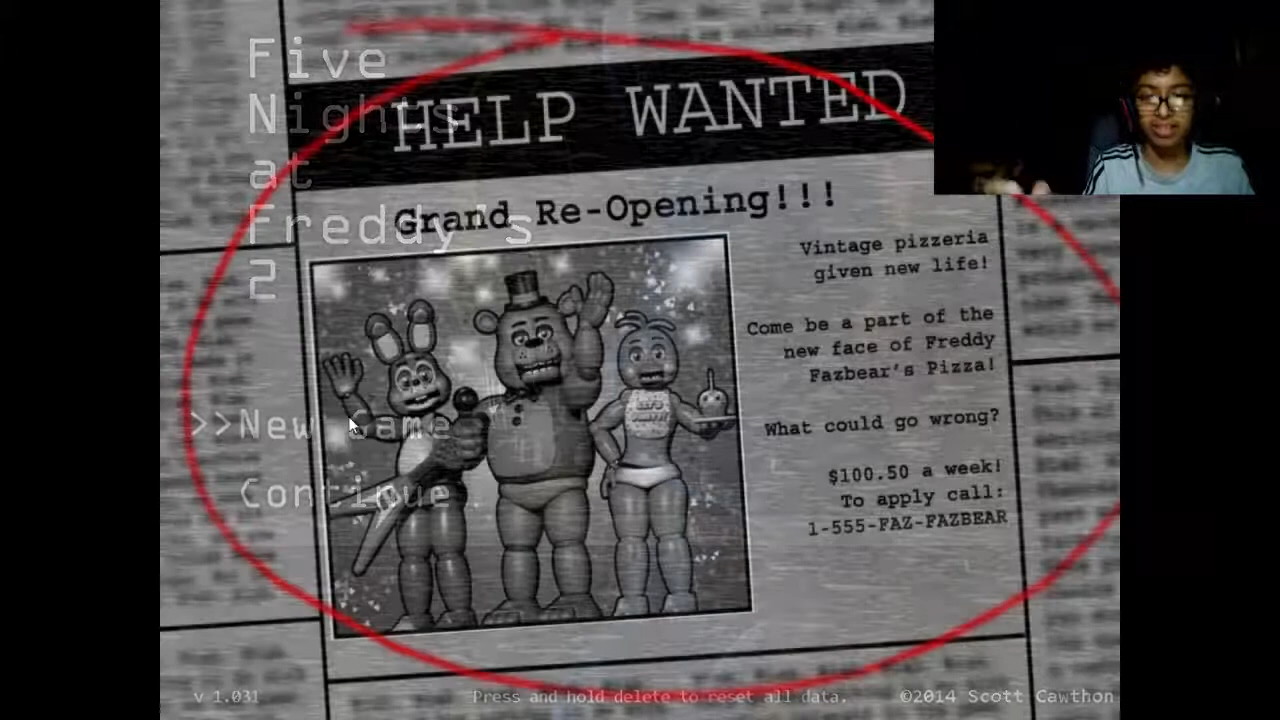 Five
Nights
at
Freddy's
2
HELP WANTED
Grand Re-Opening!!!
Vintage pizzeria
given new life!
Come be a part of the
new face of Freddy
Fazbear's Pizza!
What could go wrong?
$100.50 a week!
To apply call:
1-555-FAZ-FAZBEAR
>>New Game
Continue
v 1.031
Press and hold delete to reset all data.
©2014 Scott Cawthon